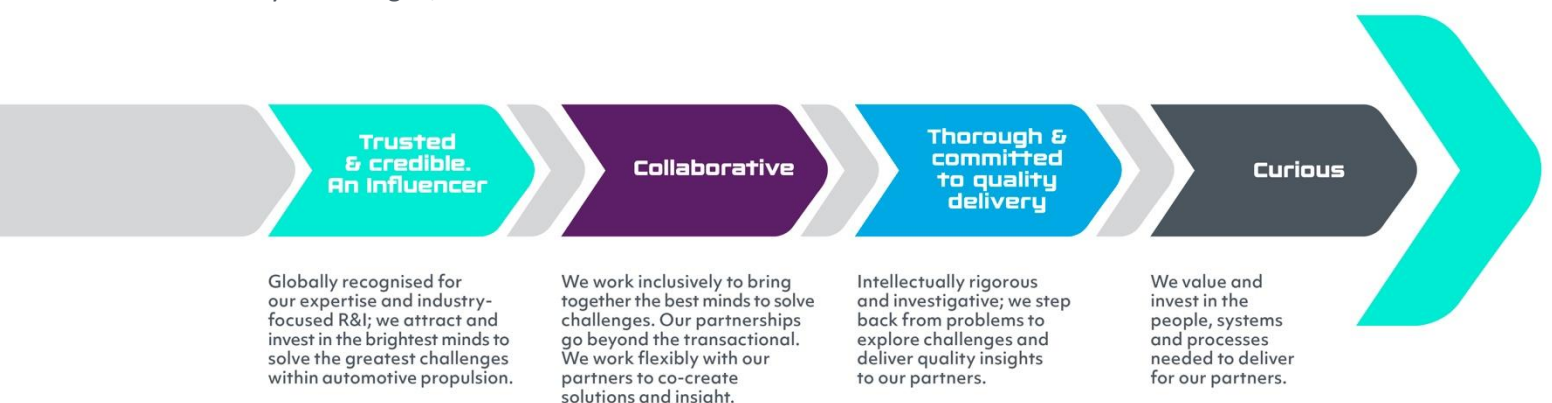 Trusted
& credible.
An Influencer
Collaborative
Thorough &
committed
to quality
delivery
Curious
Globally recognised for
our expertise and industry-
focused R&I; we attract and
invest in the brightest minds to
solve the greatest challenges
within automotive propulsion.
We work inclusively to bring
together the best minds to solve
challenges. Our partnerships
go beyond the transactional.
We work flexibly with our
partners to co-create
solutions and insight.
Intellectually rigorous
and investigative; we step
back from problems to
explore challenges and
deliver quality insights
to our partners.
We value and
invest in the
people, systems
and processes
needed to deliver
for our partners.